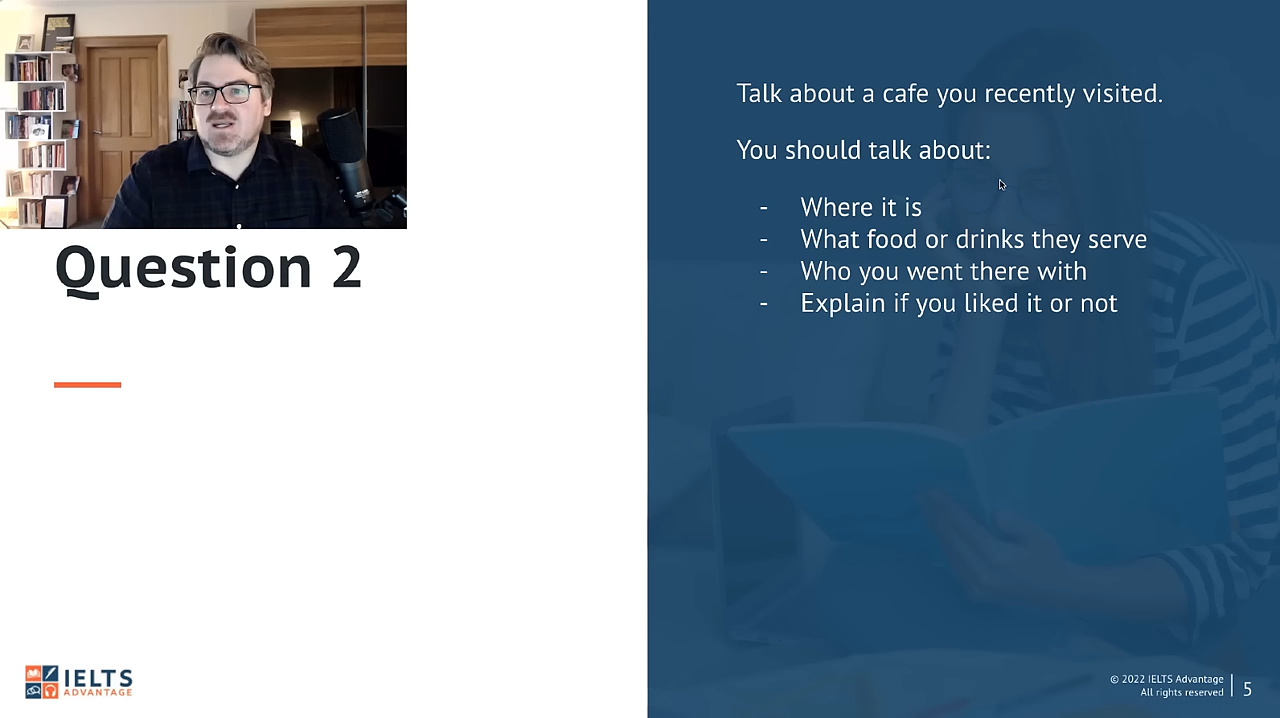 Question 2
Talk about a cafe you recently visited.
You should talk about:
- Where it is
- What food or drinks they serve
- Who you went there with
- Explain if you liked it or not
IELTS
ADVANTAGE
© 2022 IELTS Advantage
All rights reserved
5